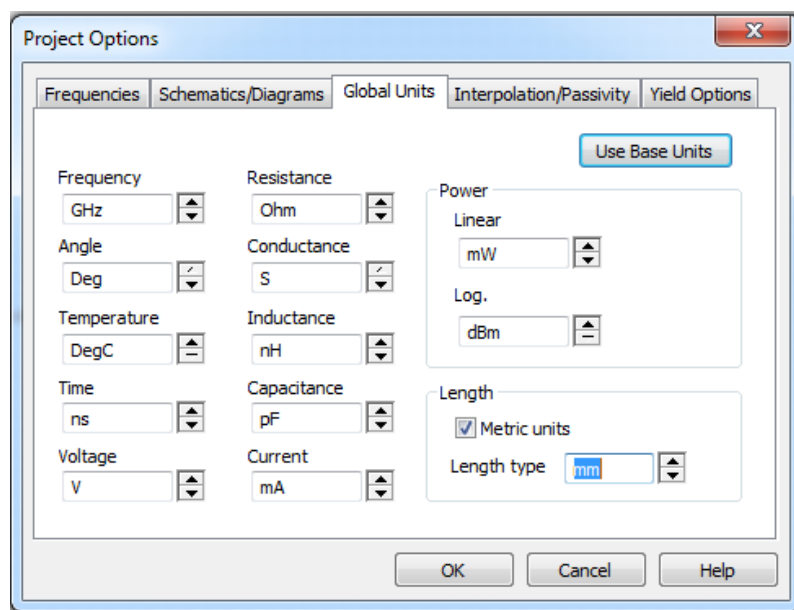 Project Options
Frequencies Schematics/Diagrams Global Units Interpolation/Passivity Yield Options
Use Base Units
Frequency
GHz
Angle
Deg
Temperature
DegC
Time
ns
Voltage
V
Resistance
Ohm
Conductance
S
Inductance
nH
Capacitance
pF
Current
mA
Power
Linear
mW
Log.
dBm
Length
Metric units
Length type mm
OK Cancel Help